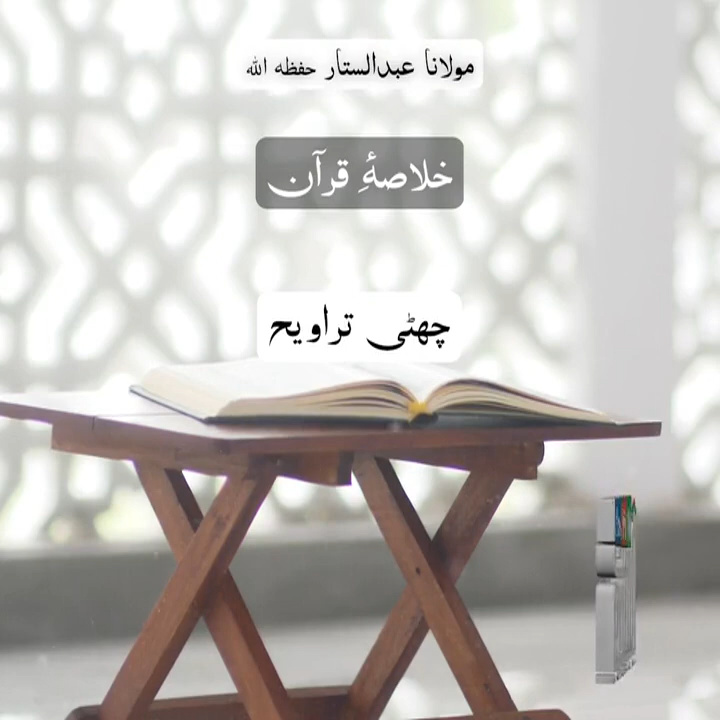 مولانا عبدالستار حفظہ اللہ
خلاصۂِ قرآن
چھٹی تراویح